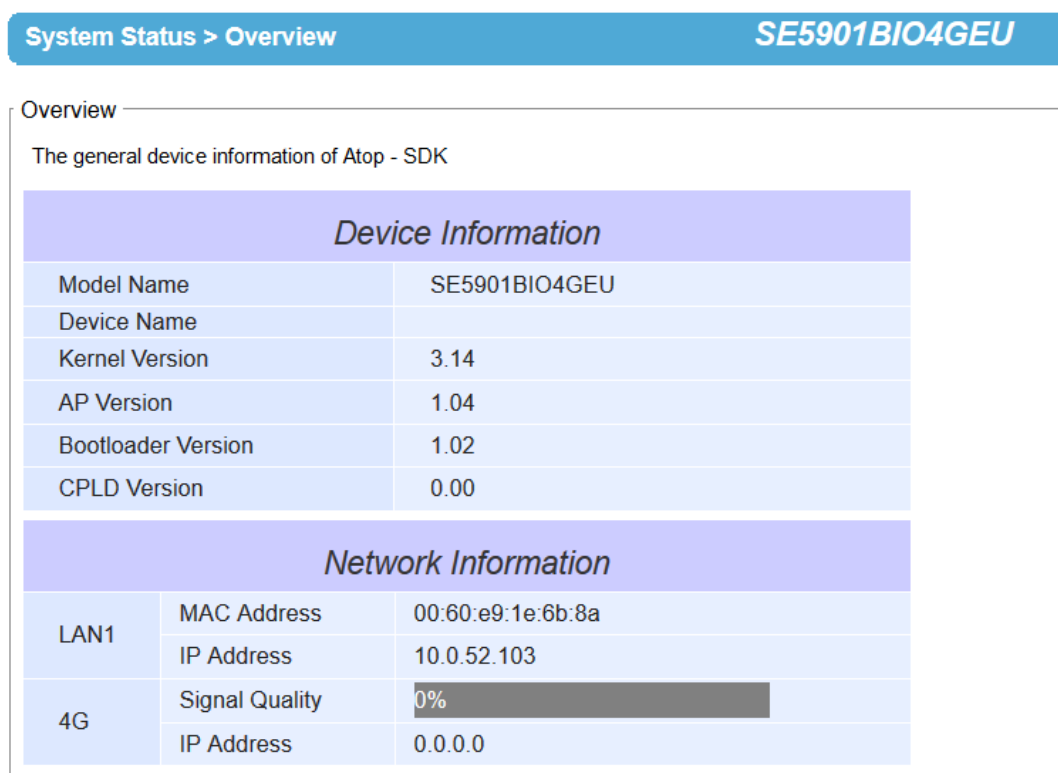 System Status > Overview SE5901BIO4GEU
Overview
The general device information of Atop - SDK
Device Information
Model Name SE5901BIO4GEU
Device Name
Kernel Version 3.14
AP Version 1.04
Bootloader Version 1.02
CPLD Version 0.00
Network Information
LAN1
MAC Address 00:60:e9:1e:6b:8a
IP Address 10.0.52.103
4G
Signal Quality 0%
IP Address 0.0.0.0